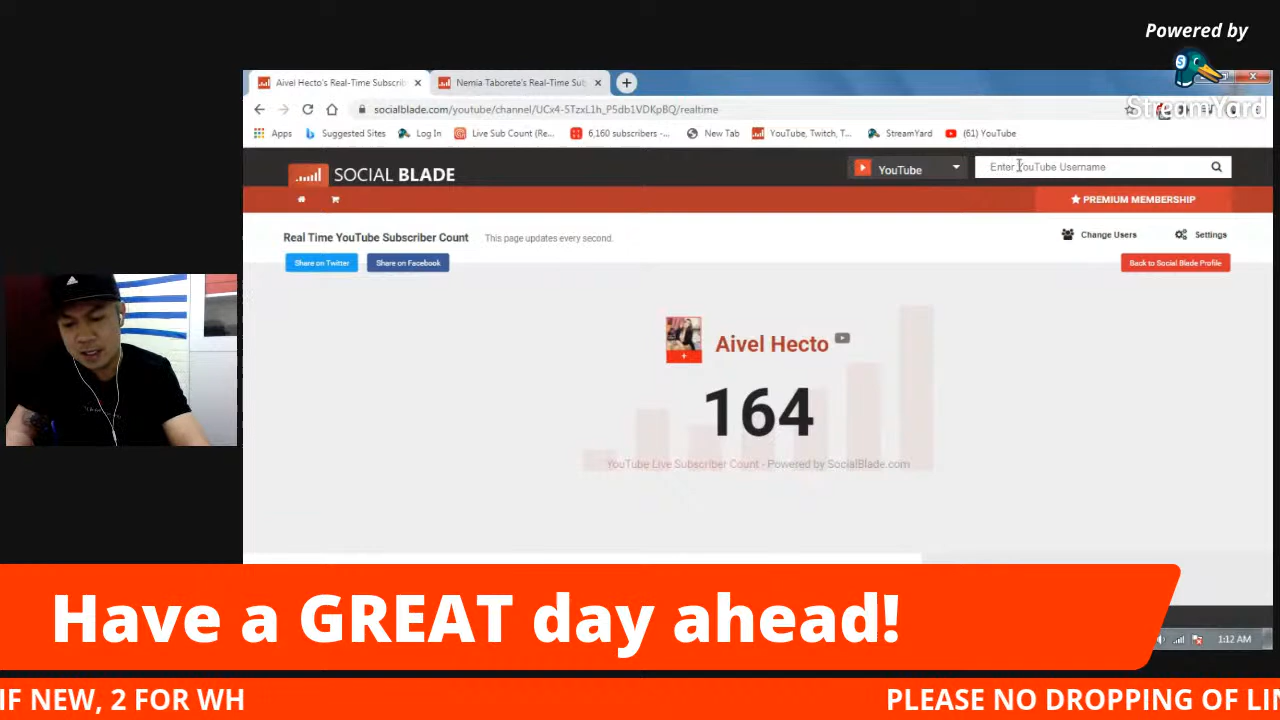 Powered by
StreamYard
Aivel Hecto's Real-Time Subscrib
Nemia Taborete's Real-Time Sub
socialblade.com/youtube/channel/UCx4-5TzxL1h_P5db1VDKpBQ/realtime
Apps
Suggested Sites
Log In
Live Sub Count (Re...
6,160 subscribers -...
New Tab
YouTube, Twitch, T...
StreamYard
(61) YouTube
SOCIAL BLADE
YouTube
Enter YouTube Username
PREMIUM MEMBERSHIP
Real Time YouTube Subscriber Count
This page updates every second.
Change Users
Settings
Share on Twitter
Share on Facebook
Back to Social Blade Profile
Aivel Hecto
164
YouTube Live Subscriber Count - Powered by SocialBlade.com
Have a GREAT day ahead!
1:12 AM
IF NEW, 2 FOR WH
PLEASE NO DROPPING OF LIN